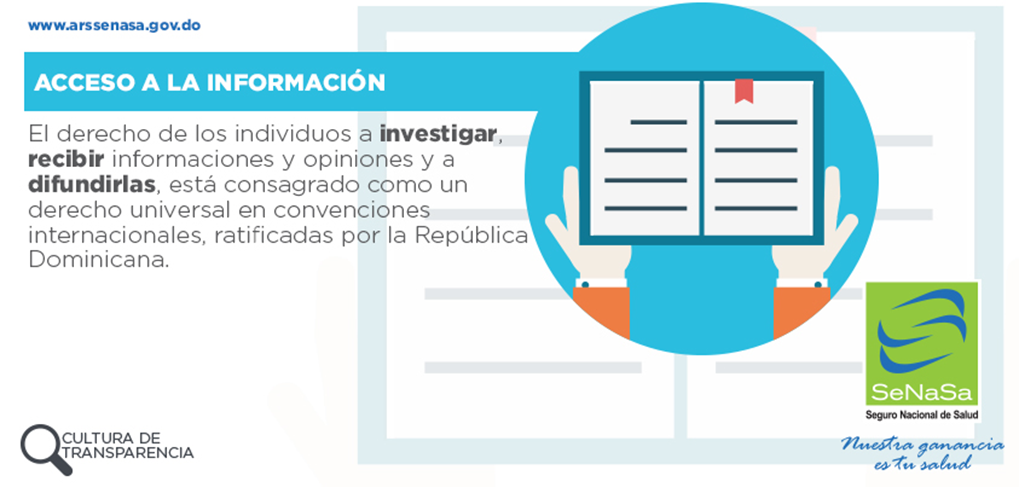 www.arssenasa.gov.do
ACCESO A LA INFORMACIÓN
El derecho de los individuos a investigar,
recibir informaciones y opiniones y a
difundirlas, está consagrado como un
derecho universal en convenciones
internacionales, ratificadas por la República
Dominicana.
SeNaSa
Seguro Nacional de Salud
Nuestra ganancia
es tu salud
CULTURA DE
TRANSPARENCIA